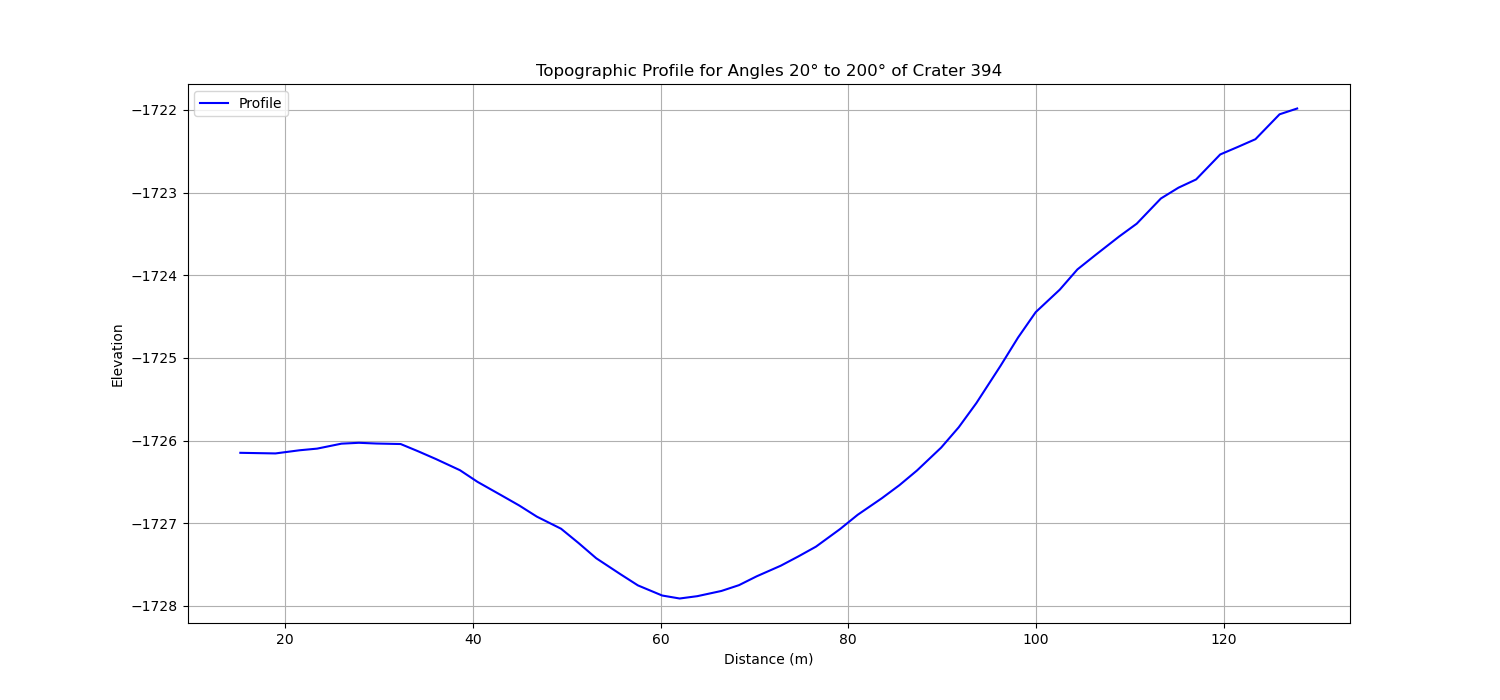 Topographic Profile for Angles 20° to 200° of Crater 394
Profile
−1722
−1723
−1724
−1725
−1726
−1727
−1728
Elevation
20 40 60 80 100 120
Distance (m)